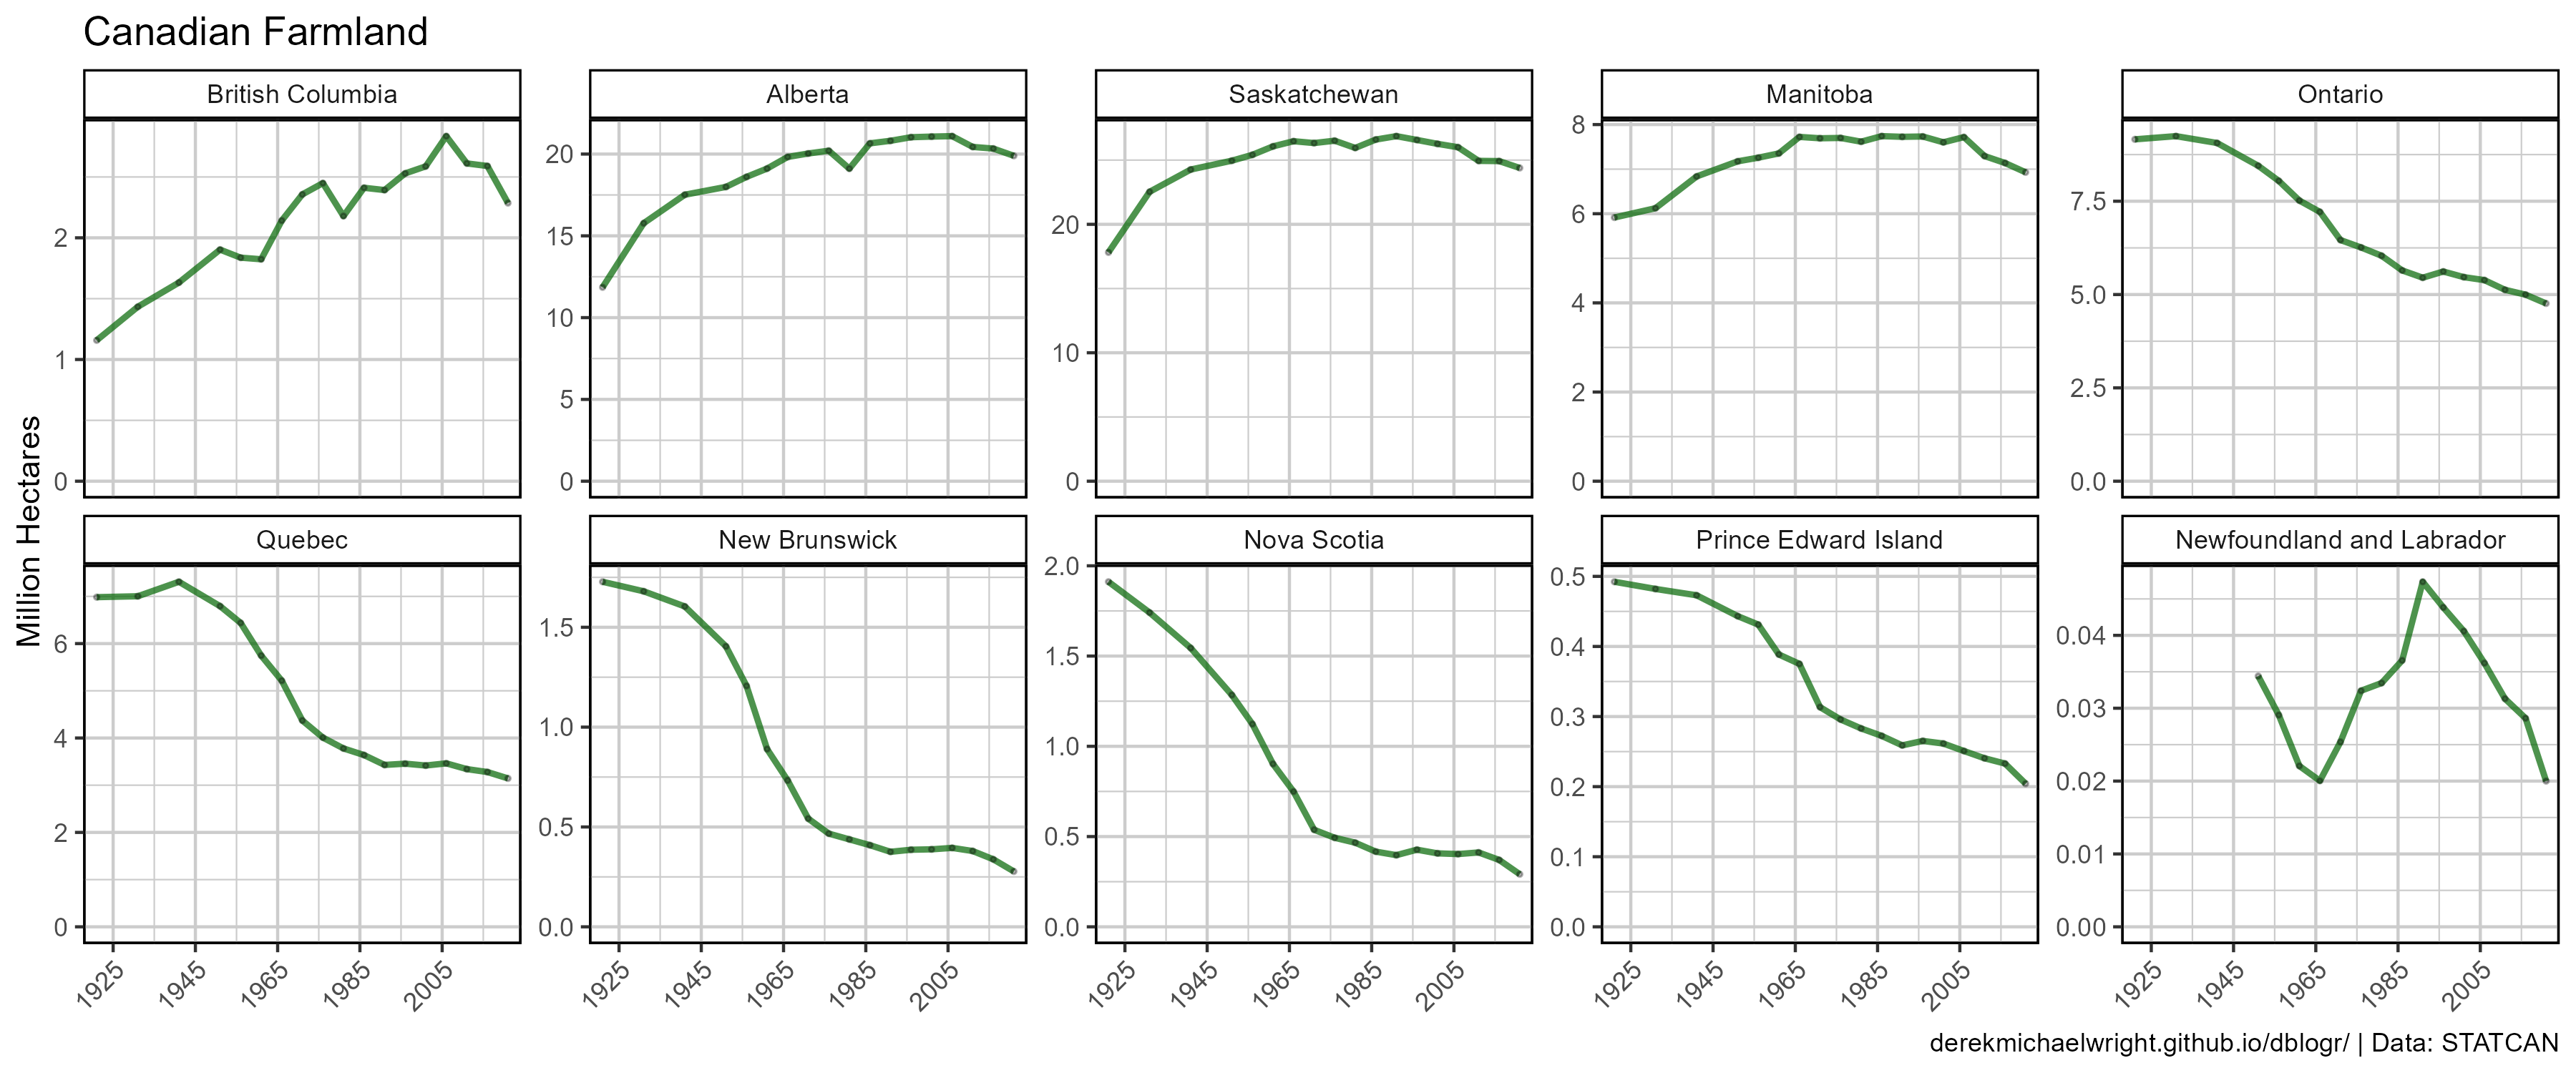 Canadian Farmland
British Columbia
Alberta
Saskatchewan
Manitoba
Ontario
2
1
0
20
15
10
5
0
20
10
0
8
6
4
2
0
7.5
5.0
2.5
0.0
Million Hectares
Quebec
New Brunswick
Nova Scotia
Prince Edward Island
Newfoundland and Labrador
6
4
2
0
1.5
1.0
0.5
0.0
2.0
1.5
1.0
0.5
0.0
0.5
0.4
0.3
0.2
0.1
0.0
0.04
0.03
0.02
0.01
0.00
1925 1945 1965 1985 2005
1925 1945 1965 1985 2005
1925 1945 1965 1985 2005
1925 1945 1965 1985 2005
1925 1945 1965 1985 2005
derekmichaelwright.github.io/dblogr/ | Data: STATCAN